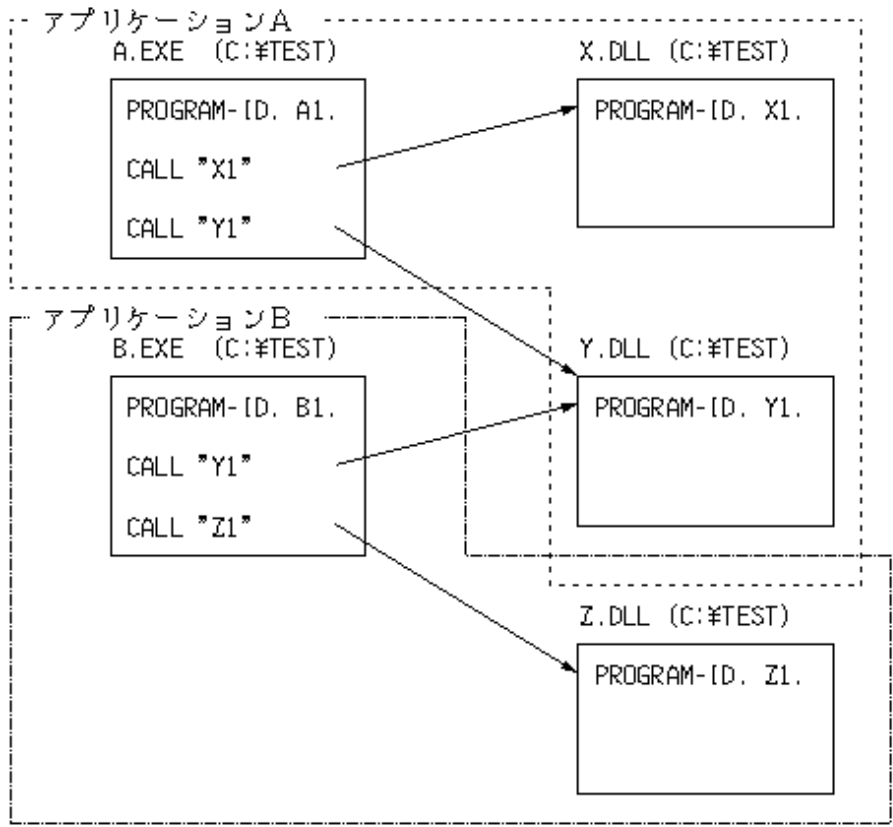 アプリケーションA
A.EXE (C:¥TEST)
PROGRAM-ID. A1.
CALL "X1"
CALL "Y1"
X.DLL (C:¥TEST)
PROGRAM-ID. X1.
アプリケーションB
B.EXE (C:¥TEST)
PROGRAM-ID. B1.
CALL "Y1"
CALL "Z1"
Y.DLL (C:¥TEST)
PROGRAM-ID. Y1.
Z.DLL (C:¥TEST)
PROGRAM-ID. Z1.